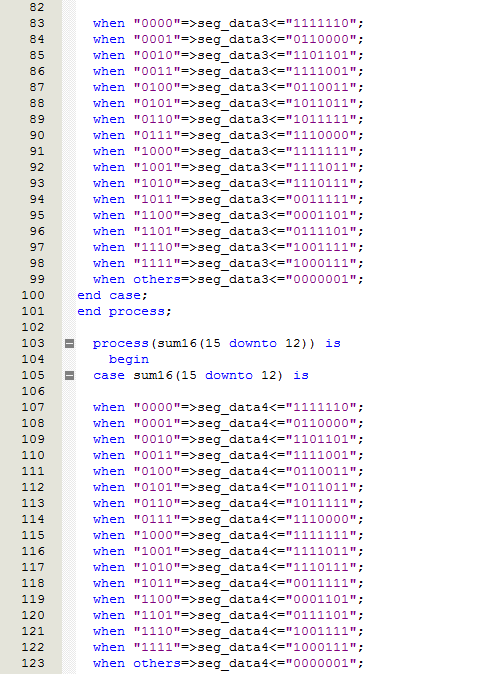 82
83 when "0000"=>seg_data3<="1111110";
84 when "0001"=>seg_data3<="0110000";
85 when "0010"=>seg_data3<="1101101";
86 when "0011"=>seg_data3<="1111001";
87 when "0100"=>seg_data3<="0110011";
88 when "0101"=>seg_data3<="1011011";
89 when "0110"=>seg_data3<="1011111";
90 when "0111"=>seg_data3<="1110000";
91 when "1000"=>seg_data3<="1111111";
92 when "1001"=>seg_data3<="1111011";
93 when "1010"=>seg_data3<="1110111";
94 when "1011"=>seg_data3<="0011111";
95 when "1100"=>seg_data3<="0001101";
96 when "1101"=>seg_data3<="0111101";
97 when "1110"=>seg_data3<="1001111";
98 when "1111"=>seg_data3<="1000111";
99 when others=>seg_data3<="0000001";
100 end case;
101 end process;
102
103 process(sum16(15 downto 12)) is
104 begin
105 case sum16(15 downto 12) is
106
107 when "0000"=>seg_data4<="1111110";
108 when "0001"=>seg_data4<="0110000";
109 when "0010"=>seg_data4<="1101101";
110 when "0011"=>seg_data4<="1111001";
111 when "0100"=>seg_data4<="0110011";
112 when "0101"=>seg_data4<="1011011";
113 when "0110"=>seg_data4<="1011111";
114 when "0111"=>seg_data4<="1110000";
115 when "1000"=>seg_data4<="1111111";
116 when "1001"=>seg_data4<="1111011";
117 when "1010"=>seg_data4<="1110111";
118 when "1011"=>seg_data4<="0011111";
119 when "1100"=>seg_data4<="0001101";
120 when "1101"=>seg_data4<="0111101";
121 when "1110"=>seg_data4<="1001111";
122 when "1111"=>seg_data4<="1000111";
123 when others=>seg_data4<="0000001";